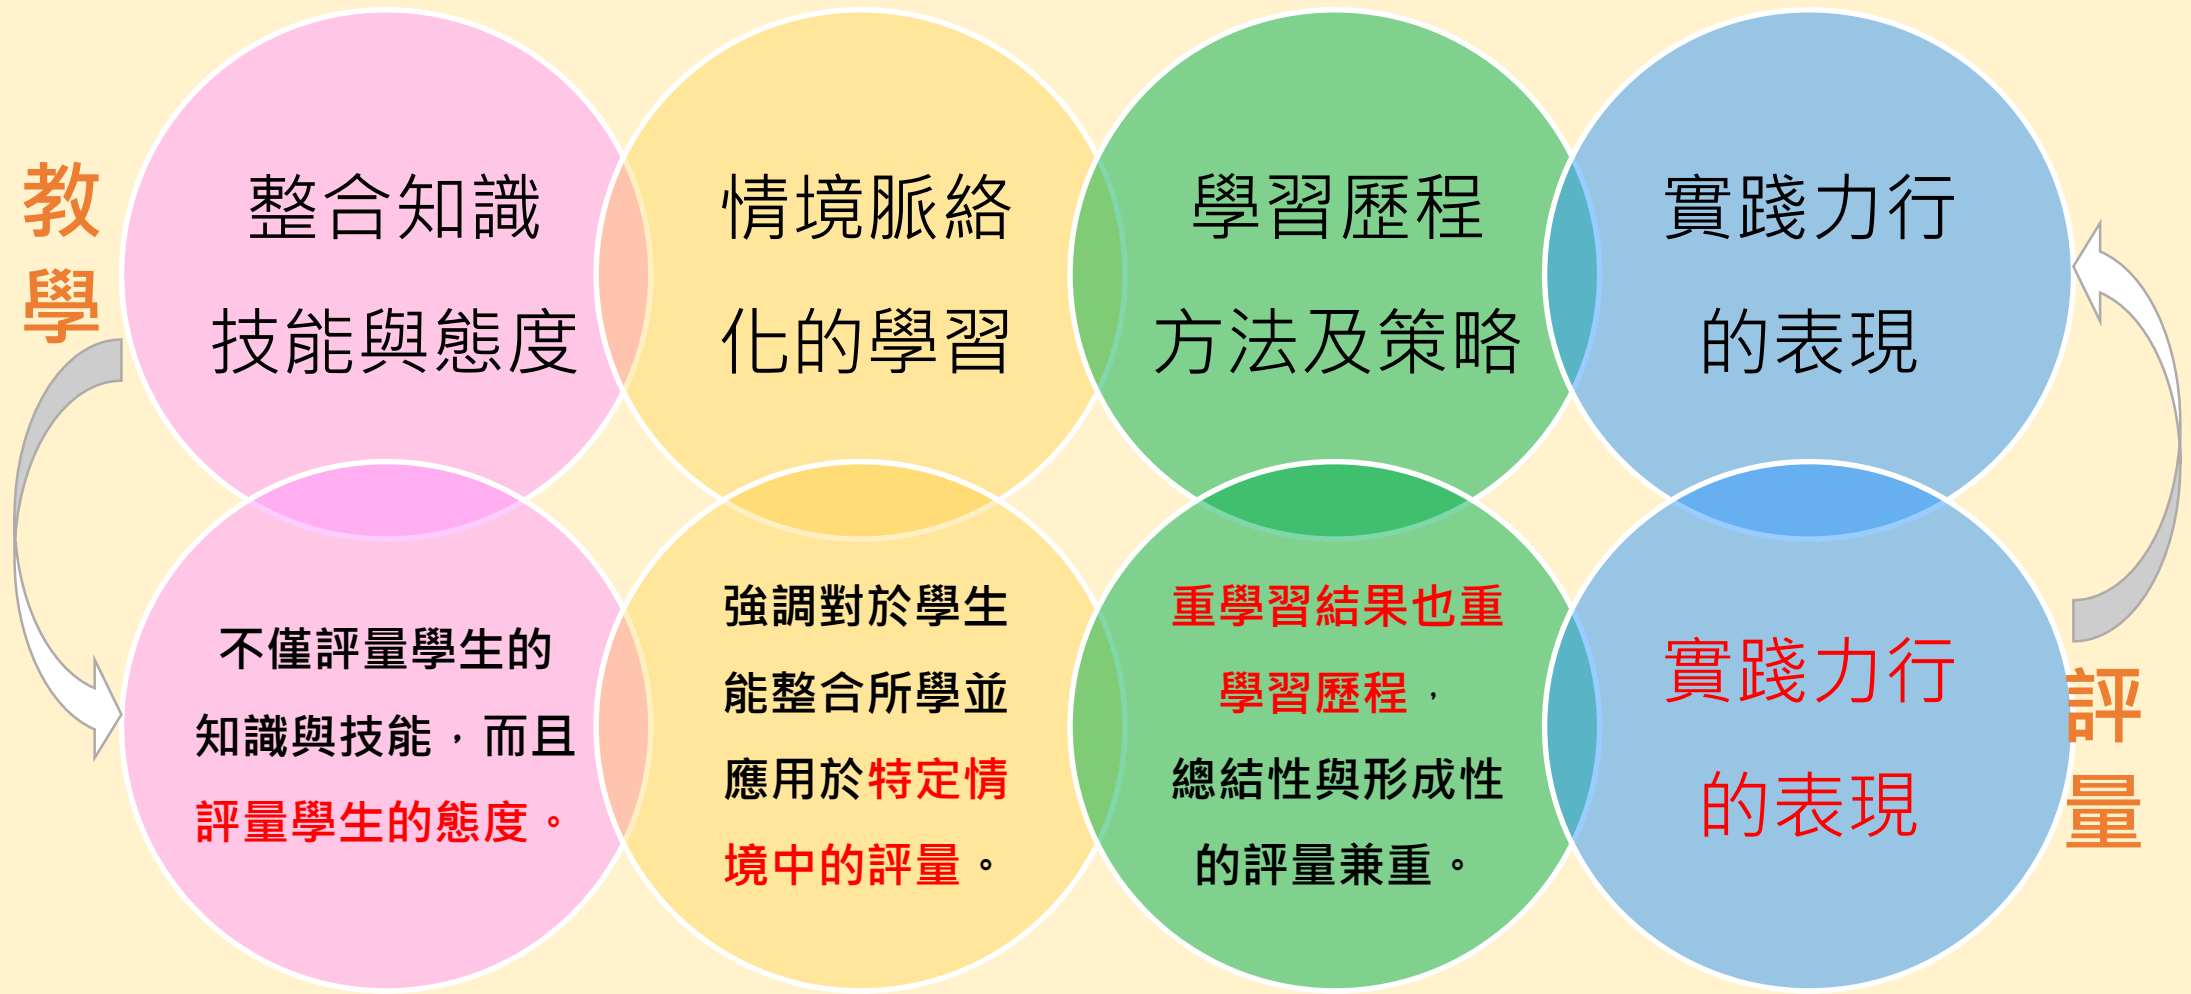 教
學
整合知識
技能與態度
情境脈絡
化的學習
學習歷程
方法及策略
實踐力行
的表現
不僅評量學生的
知識與技能，而且
評量學生的態度。
強調對於學生
能整合所學並
應用於特定情
境中的評量。
重學習結果也重
學習歷程，
總結性與形成性
的評量兼重。
實踐力行
的表現
評
量